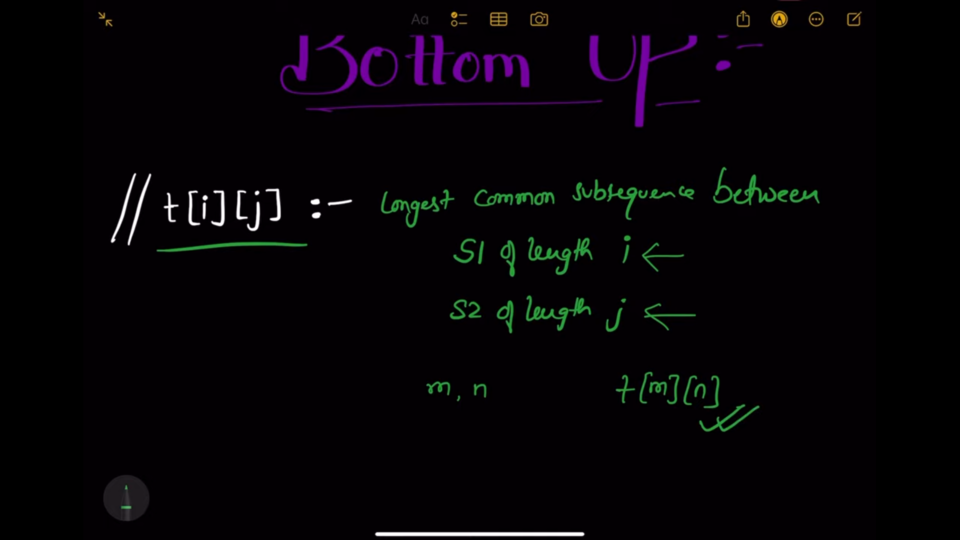 Aa
Bottom UP :-
// t[i][j] :- Longest Common subsequence between
S1 of length i ←
S2 of length j ←
m, n t[m][n]